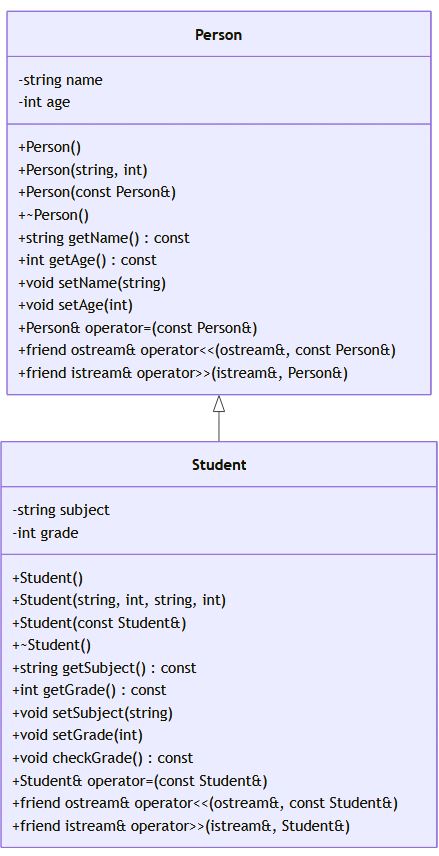 Person
-string name
-int age
+Person()
+Person(string, int)
+Person(const Person&)
+~Person()
+string getName() : const
+int getAge() : const
+void setName(string)
+void setAge(int)
+Person& operator=(const Person&)
+friend ostream& operator<<(ostream&, const Person&)
+friend istream& operator>>(istream&, Person&)
Student
-string subject
-int grade
+Student()
+Student(string, int, string, int)
+Student(const Student&)
+~Student()
+string getSubject() : const
+int getGrade() : const
+void setSubject(string)
+void setGrade(int)
+void checkGrade() : const
+Student& operator=(const Student&)
+friend ostream& operator<<(ostream&, const Student&)
+friend istream& operator>>(istream&, Student&)